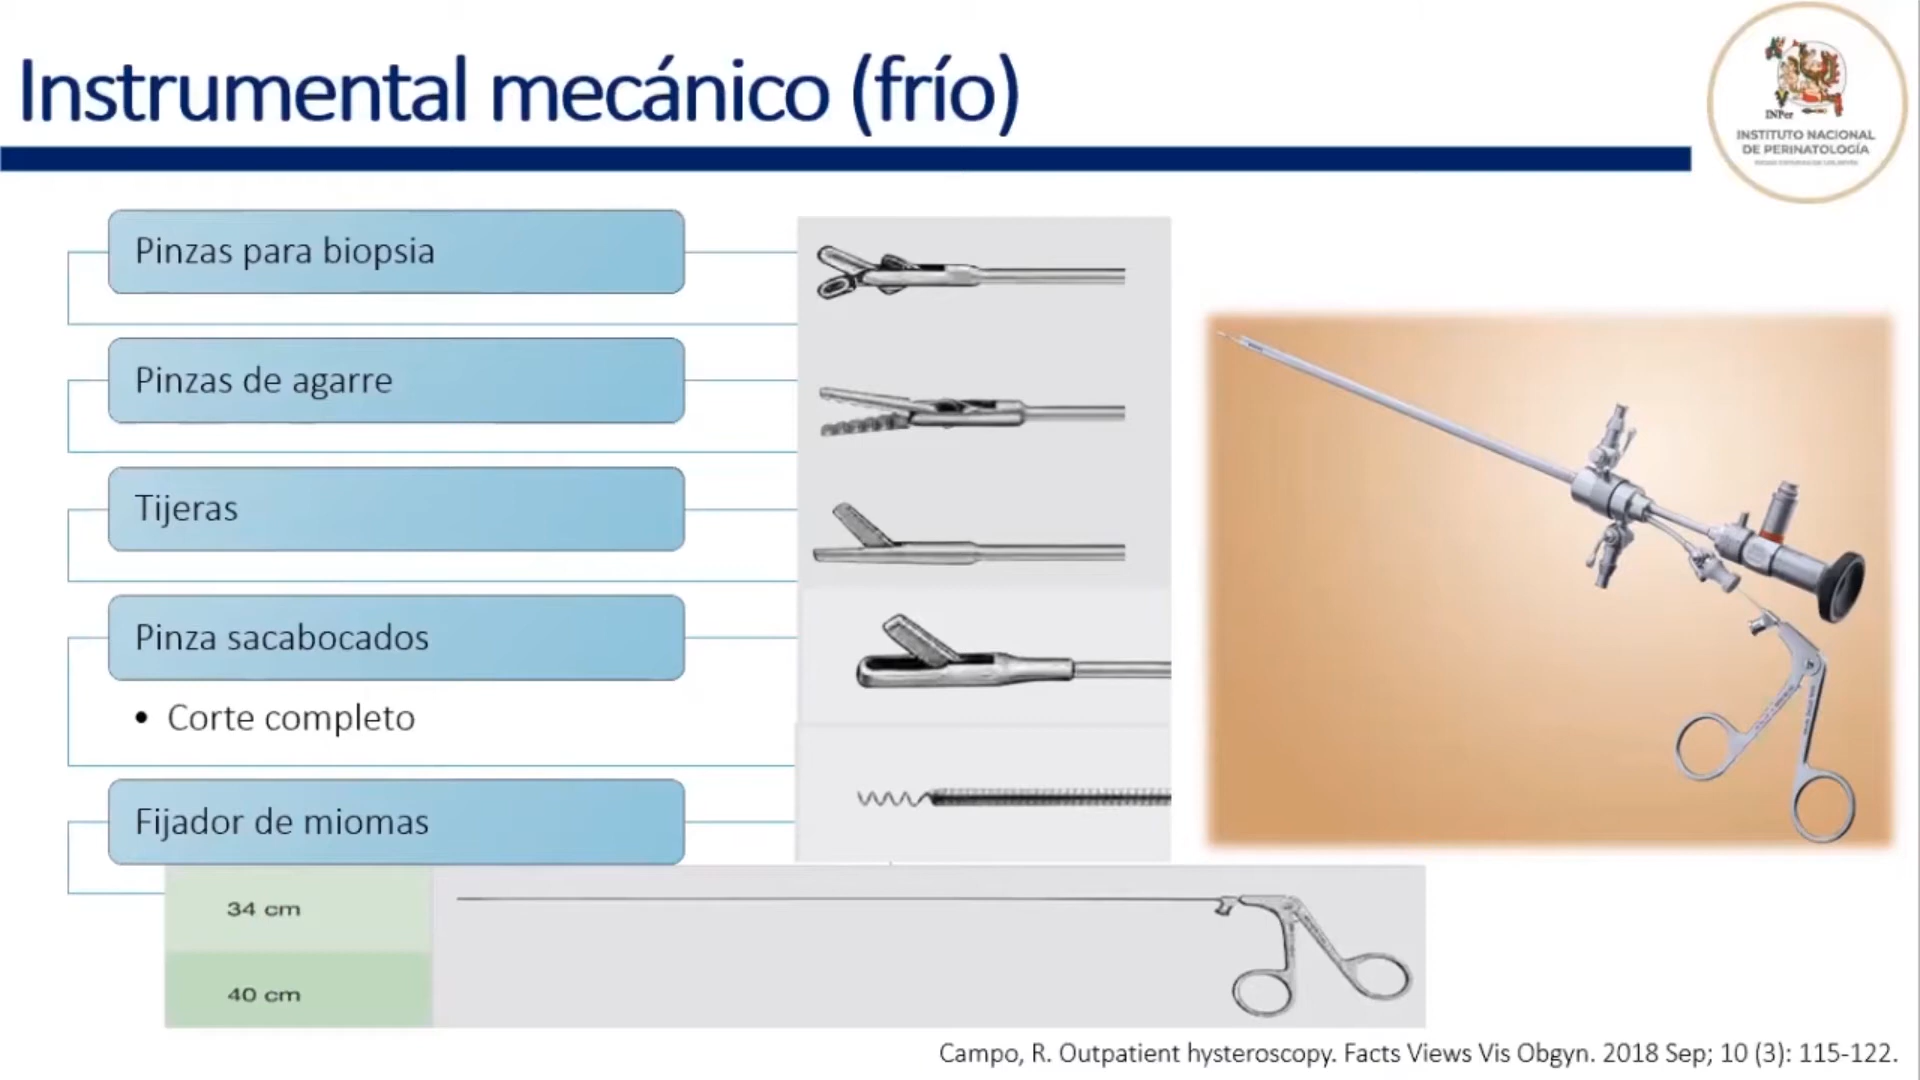 Instrumental mecánico (frío)
INPer
INSTITUTO NACIONAL
DE PERINATOLOGÍA
Pinzas para biopsia
Pinzas de agarre
Tijeras
Pinza sacabocados
• Corte completo
Fijador de miomas
34 cm
40 cm
Campo, R. Outpatient hysteroscopy. Facts Views Vis Obgyn. 2018 Sep; 10 (3): 115-122.